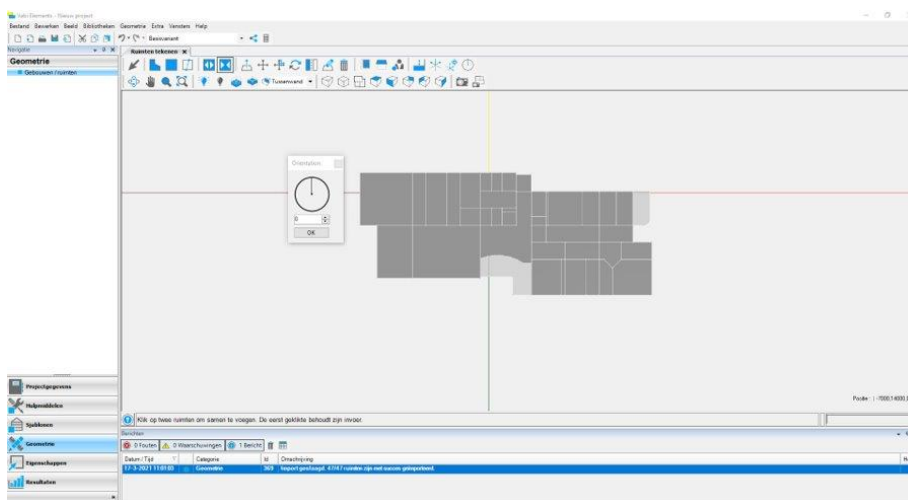 Vabi Elements - Nieuw project
Bestand Bewerken Beeld Bibliotheken Geometrie Extra Vensters Help
Basisvariant
Navigatie
Ruimten tekenen
Geometrie
Gebouwen / ruimten
Tussenwand
Orientation
0
OK
Projectgegevens
Hulpmiddelen
Sjablonen
Geometrie
Eigenschappen
Resultaten
Klik op twee ruimten om samen te voegen. De eerst geklikte behoudt zijn invoer.
Berichten
0 Fouten 0 Waarschuwingen 1 Bericht
Datum / Tijd Categorie Id Omschrijving
17-3-2021 11:01:03 Geometrie 369 Import geslaagd. 47/47 ruimten zijn met succes geïmporteerd.